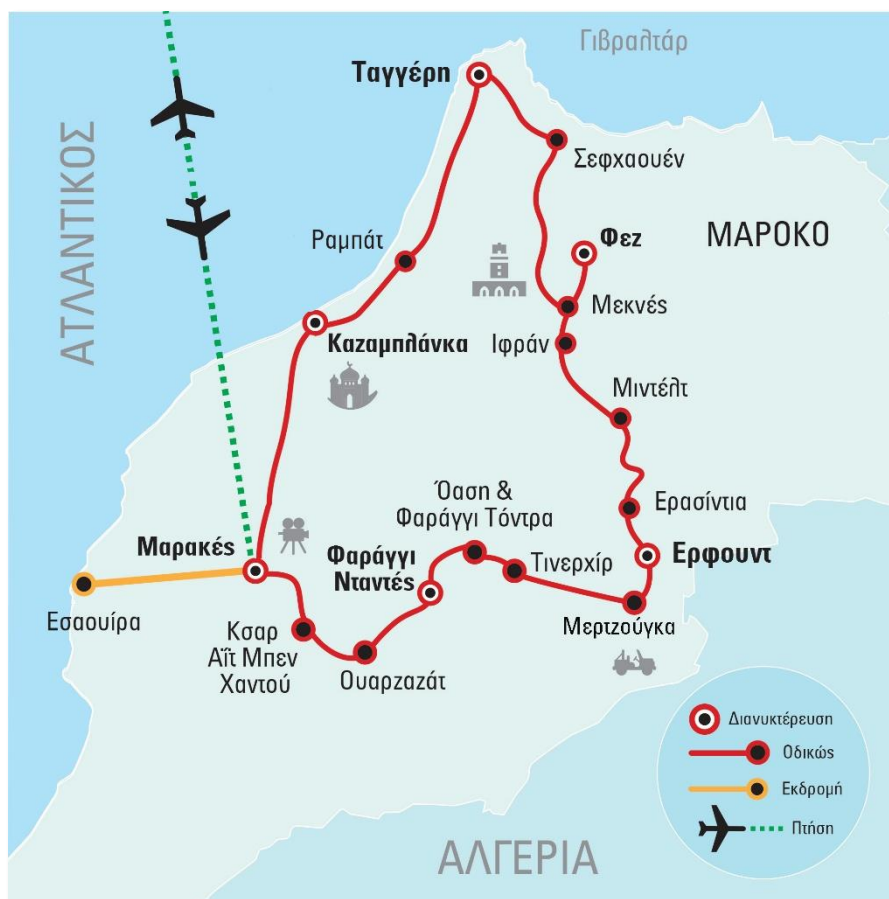 Γιβραλτάρ
Ταγγέρη
ΑΤΛΑΝΤΙΚΟΣ
Σεφχαουέν
Ραμπάτ
Φεζ
ΜΑΡΟΚΟ
Μεκνές
Καζαμπλάνκα
Ιφράν
Μιντέλτ
Όαση &
Φαράγγι Τόντρα
Ερασίντια
Μαρακές
Φαράγγι
Νταντές
Τινερχίρ
Ερφουντ
Εσαουίρα
Κσαρ
Αΐτ Μπεν
Χαντού
Ουαρζαζάτ
Μερτζούγκα
Διανυκτέρευση
Οδικώς
Εκδρομή
Πτήση
ΑΛΓΕΡΙΑ